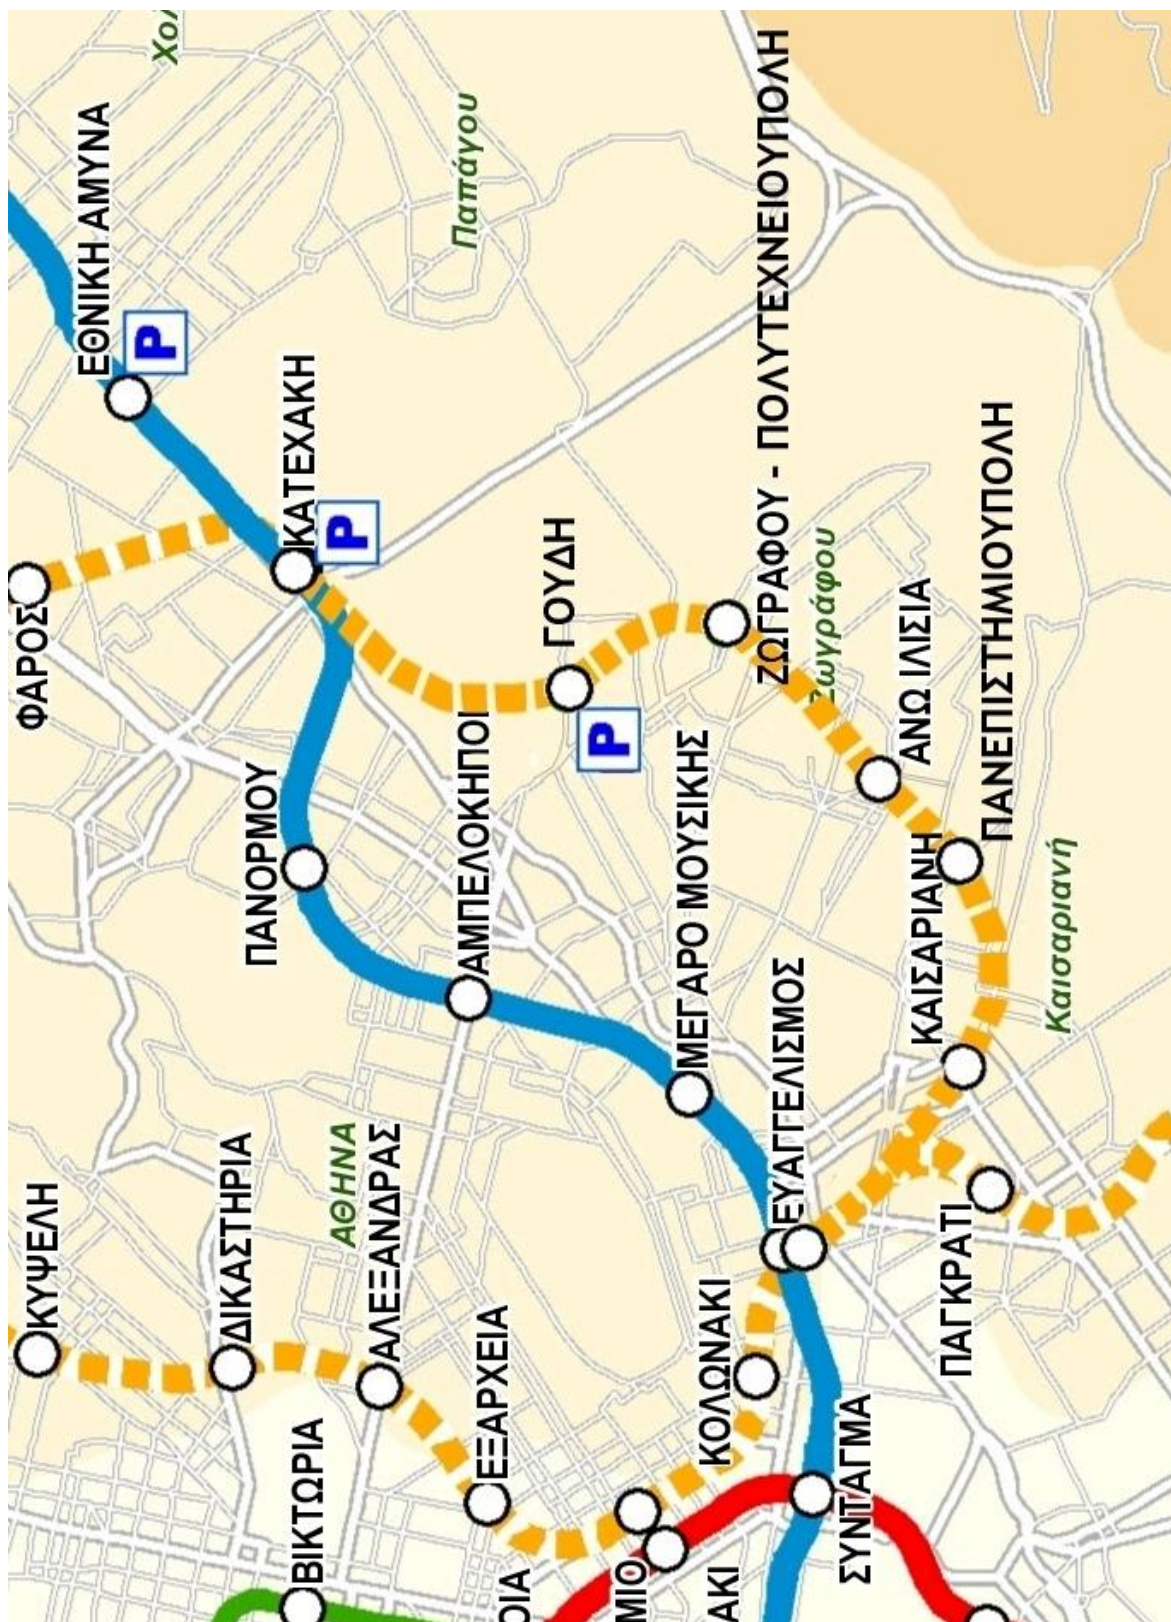 Παπάγου
ΕΘΝΙΚΗ ΑΜΥΝΑ
P
ΚΑΤΕΧΑΚΗ
P
ΦΑΡΟΣ
ΖΩΓΡΑΦΟΥ - ΠΟΛΥΤΕΧΝΕΙΟΥΠΟΛΗ
ΓΟΥΔΗ
P
Ζωγράφου
ΑΝΩ ΙΛΙΣΙΑ
ΠΑΝΕΠΙΣΤΗΜΙΟΥΠΟΛΗ
ΠΑΝΟΡΜΟΥ
ΑΜΠΕΛΟΚΗΠΟΙ
ΜΕΓΑΡΟ ΜΟΥΣΙΚΗΣ
ΚΑΙΣΑΡΙΑΝΗ
Καισαριανή
ΕΥΑΓΓΕΛΙΣΜΟΣ
ΚΥΨΕΛΗ
ΔΙΚΑΣΤΗΡΙΑ
ΑΘΗΝΑ
ΑΛΕΞΑΝΔΡΑΣ
ΠΑΓΚΡΑΤΙ
ΕΞΑΡΧΕΙΑ
ΚΟΛΩΝΑΚΙ
ΒΙΚΤΩΡΙΑ
ΣΥΝΤΑΓΜΑ